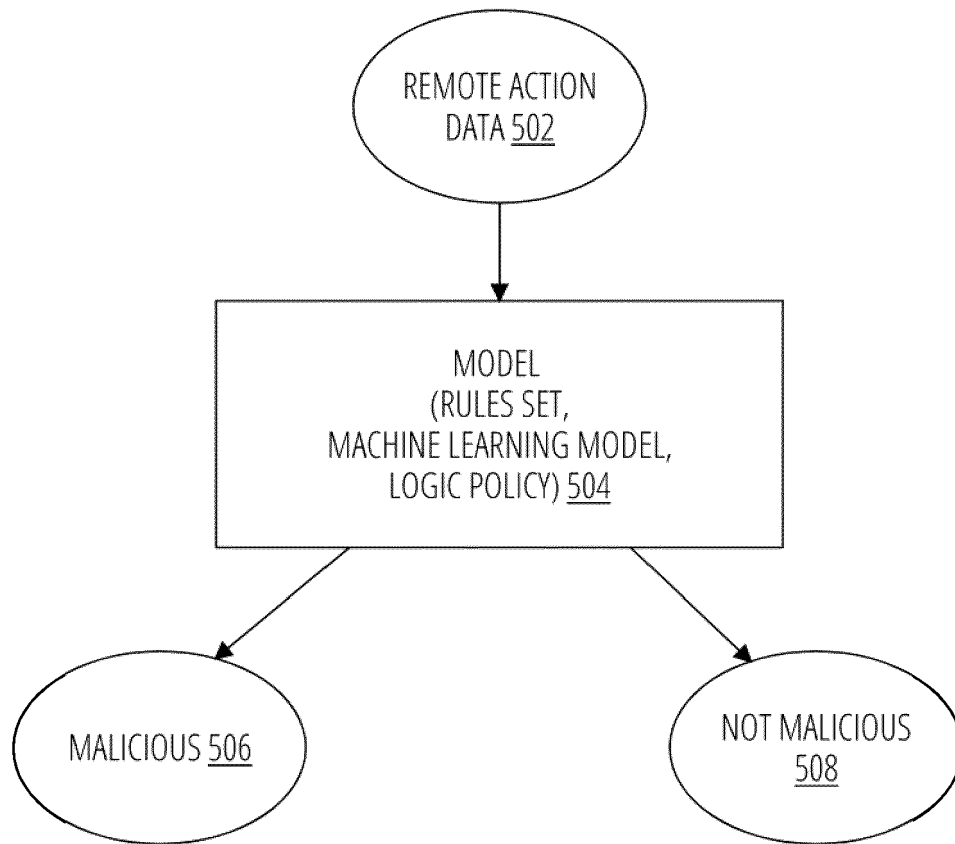 REMOTE ACTION
DATA 502
MODEL
(RULES SET,
MACHINE LEARNING MODEL,
LOGIC POLICY) 504
MALICIOUS 506
NOT MALICIOUS
508